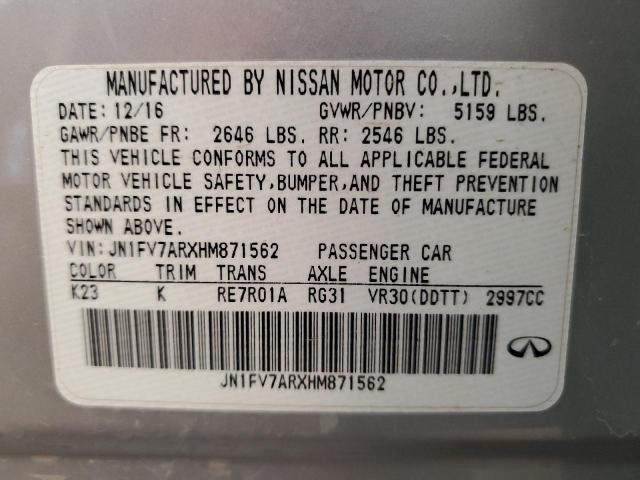 MANUFACTURED BY NISSAN MOTOR CO.,LTD.
DATE: 12/16 GVWR/PNBV: 5159 LBS.
GAWR/PNBE FR: 2646 LBS. RR: 2546 LBS.
THIS VEHICLE CONFORMS TO ALL APPLICABLE FEDERAL
MOTOR VEHICLE SAFETY,BUMPER,AND THEFT PREVENTION
STANDARDS IN EFFECT ON THE DATE OF MANUFACTURE
SHOWN ABOVE.
VIN: JN1FV7ARXHM871562 PASSENGER CAR
COLOR TRIM TRANS AXLE ENGINE
K23 K RE7R01A RG31 VR30(DDTT) 2997CC
JN1FV7ARXHM871562